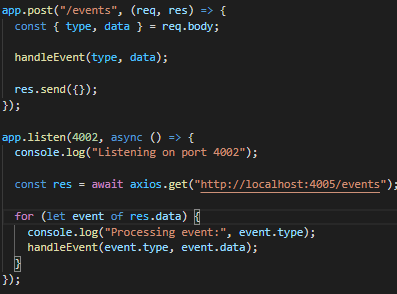 app.post("/events", (req, res) => {
  const { type, data } = req.body;

  handleEvent(type, data);

  res.send({});
});

app.listen(4002, async () => {
  console.log("Listening on port 4002");

  const res = await axios.get("http://localhost:4005/events");

  for (let event of res.data) {
    console.log("Processing event:", event.type);
    handleEvent(event.type, event.data);
  }
});